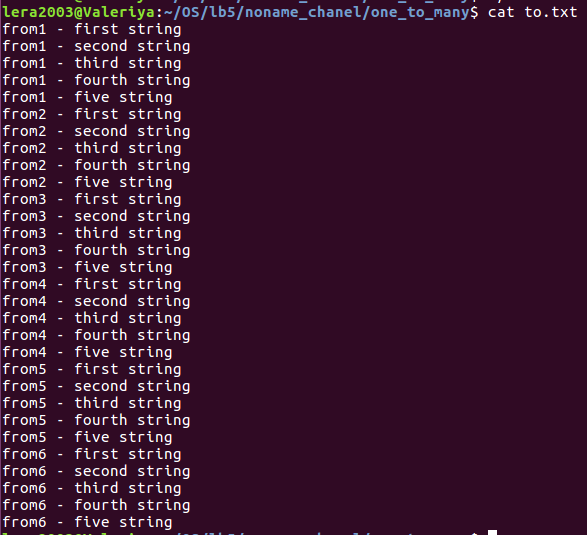 lera2003@Valeriya:~/OS/lb5/noname_chanel/one_to_many$ cat to.txt
from1 - first string
from1 - second string
from1 - third string
from1 - fourth string
from1 - five string
from2 - first string
from2 - second string
from2 - third string
from2 - fourth string
from2 - five string
from3 - first string
from3 - second string
from3 - third string
from3 - fourth string
from3 - five string
from4 - first string
from4 - second string
from4 - third string
from4 - fourth string
from4 - five string
from5 - first string
from5 - second string
from5 - third string
from5 - fourth string
from5 - five string
from6 - first string
from6 - second string
from6 - third string
from6 - fourth string
from6 - five string